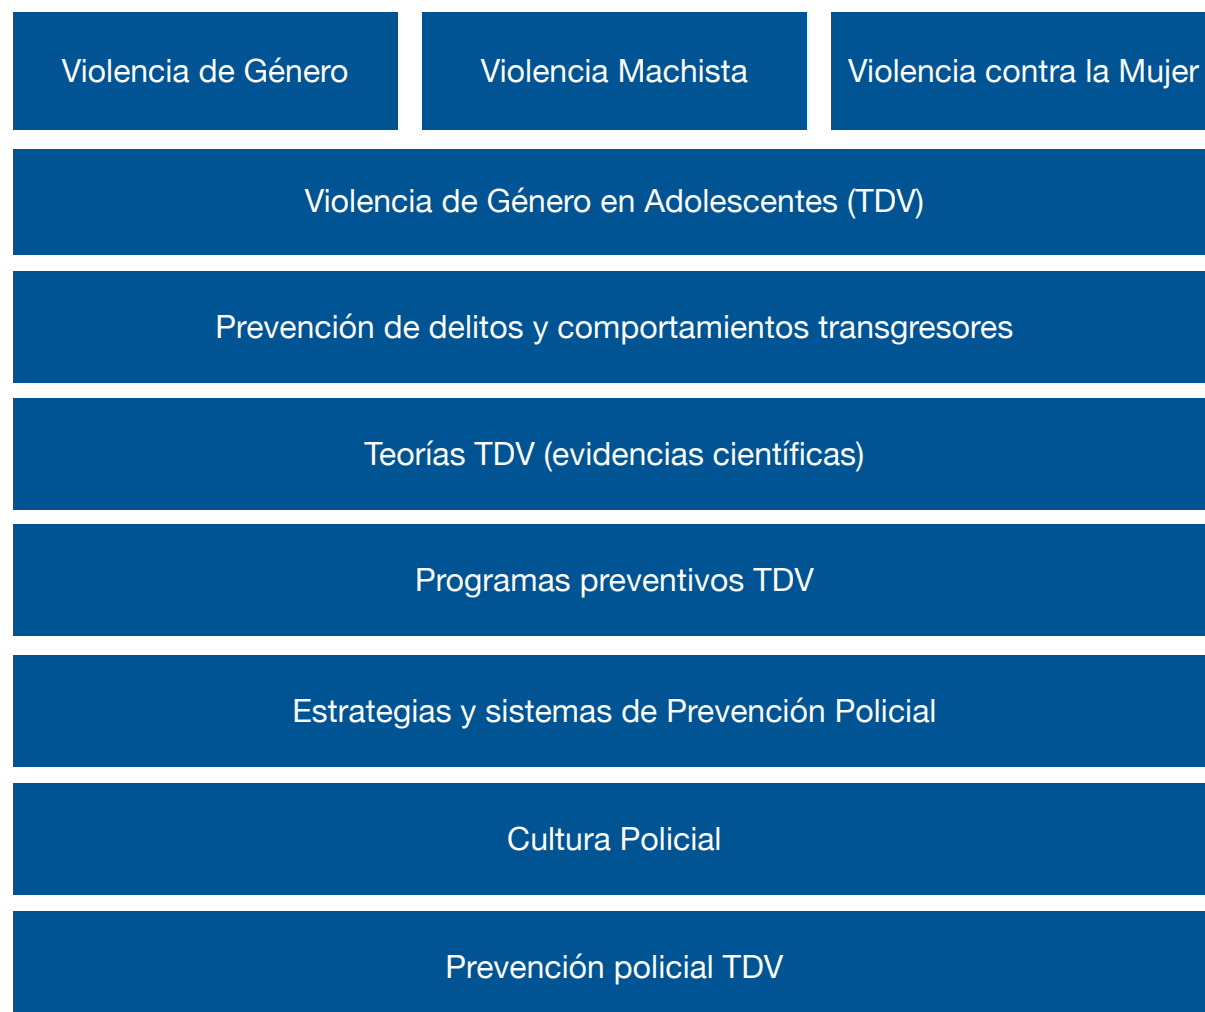 Violencia de Género
Violencia Machista
Violencia contra la Mujer
Violencia de Género en Adolescentes (TDV)
Prevención de delitos y comportamientos transgresores
Teorías TDV (evidencias científicas)
Programas preventivos TDV
Estrategias y sistemas de Prevención Policial
Cultura Policial
Prevención policial TDV